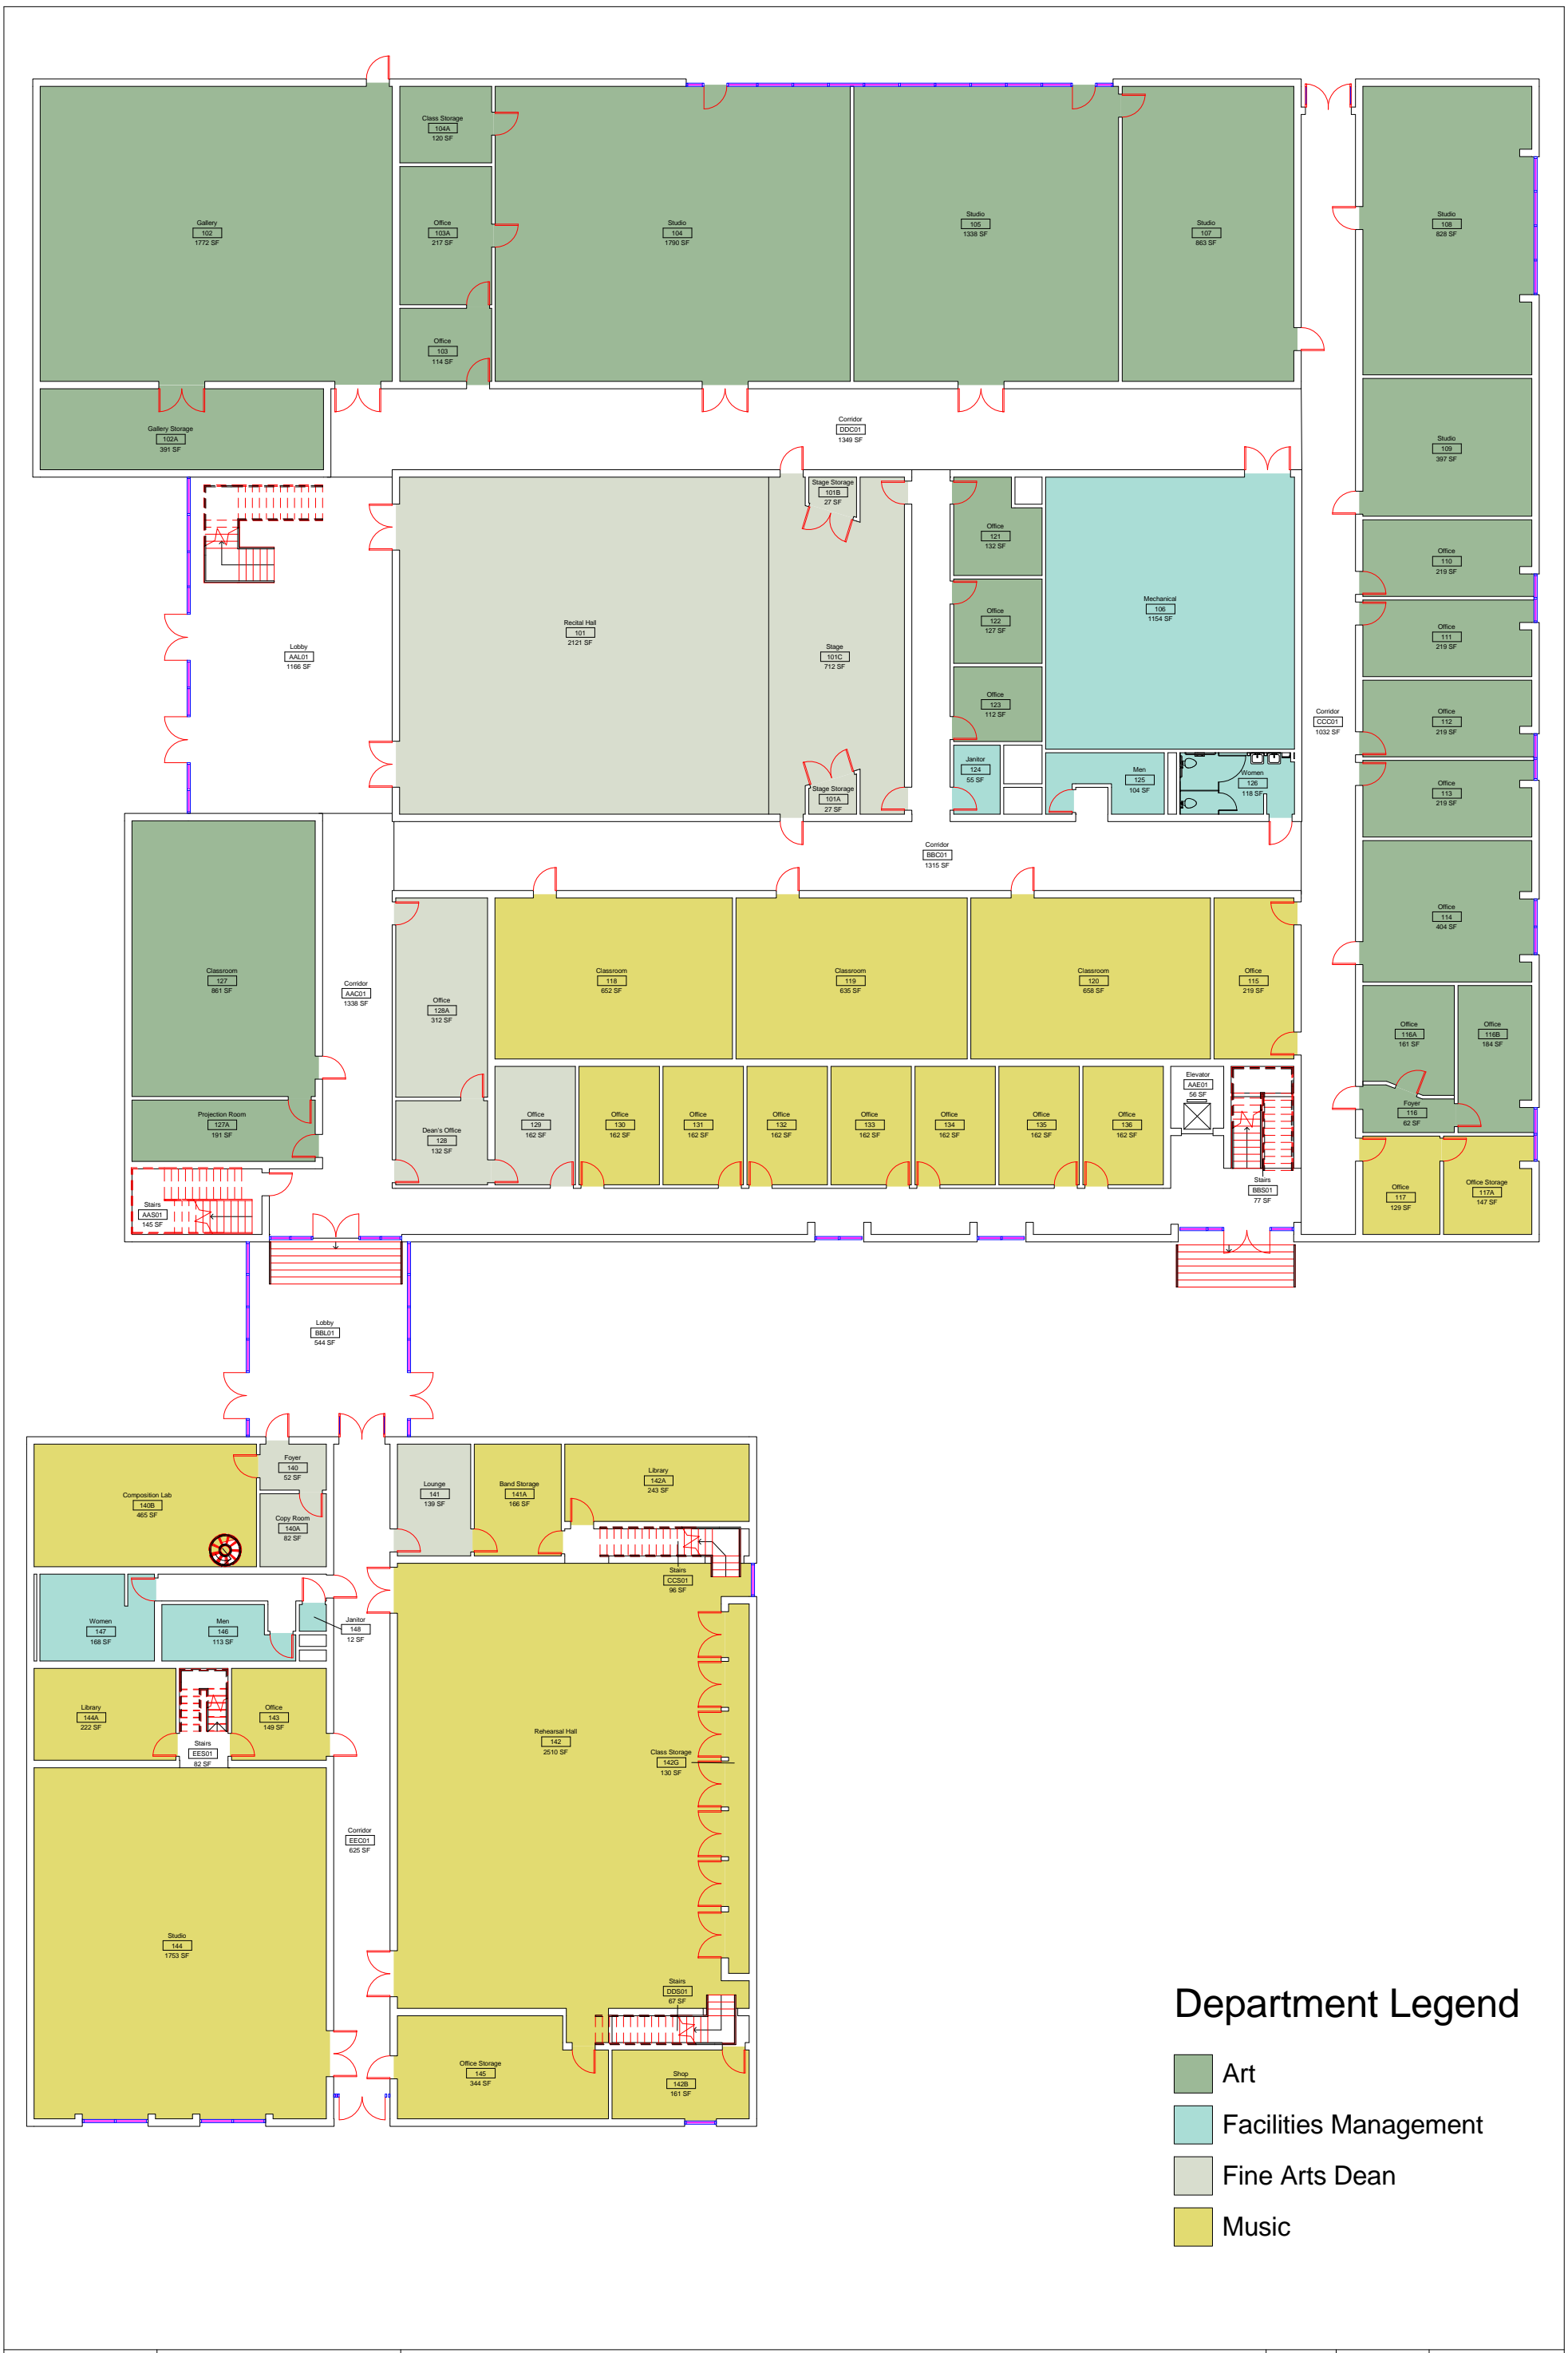 Class Storage
104A
120 SF
Gallery
102
1772 SF
Office
103A
217 SF
Studio
104
1790 SF
Studio
105
1338 SF
Studio
107
863 SF
Studio
108
828 SF
Office
103
114 SF
Gallery Storage
102A
391 SF
Corridor
DDC01
1349 SF
Studio
109
397 SF
Stage Storage
101B
27 SF
Office
121
132 SF
Office
110
219 SF
Lobby
AAL01
1166 SF
Recital Hall
101
2121 SF
Stage
101C
712 SF
Office
122
127 SF
Mechanical
106
1154 SF
Office
111
219 SF
Office
123
112 SF
Corridor
CCC01
1032 SF
Office
112
219 SF
Stage Storage
101A
27 SF
Janitor
124
55 SF
Men
125
104 SF
Women
126
118 SF
Office
113
219 SF
Corridor
BBC01
1315 SF
Office
114
404 SF
Classroom
127
861 SF
Corridor
AAC01
1338 SF
Office
128A
312 SF
Classroom
118
652 SF
Classroom
119
635 SF
Classroom
120
658 SF
Office
115
219 SF
Office
116A
161 SF
Office
116B
184 SF
Projection Room
127A
191 SF
Dean's Office
128
132 SF
Office
129
162 SF
Office
130
162 SF
Office
131
162 SF
Office
132
162 SF
Office
133
162 SF
Office
134
162 SF
Office
135
162 SF
Office
136
162 SF
Elevator
AAE01
56 SF
Foyer
116
62 SF
Stairs
AAS01
145 SF
Stairs
BBS01
77 SF
Office
117
129 SF
Office Storage
117A
147 SF
Lobby
BBL01
544 SF
Composition Lab
140B
465 SF
Foyer
140
52 SF
Copy Room
140A
82 SF
Lounge
141
139 SF
Band Storage
141A
166 SF
Library
142A
243 SF
Stairs
CCS01
96 SF
Women
147
168 SF
Men
146
113 SF
Janitor
148
12 SF
Library
144A
222 SF
Office
143
149 SF
Stairs
EES01
82 SF
Rehearsal Hall
142
2510 SF
Class Storage
142G
130 SF
Corridor
EEC01
625 SF
Studio
144
1753 SF
Stairs
DDS01
67 SF
Office Storage
145
344 SF
Shop
142B
161 SF
Department Legend
Art
Facilities Management
Fine Arts Dean
Music